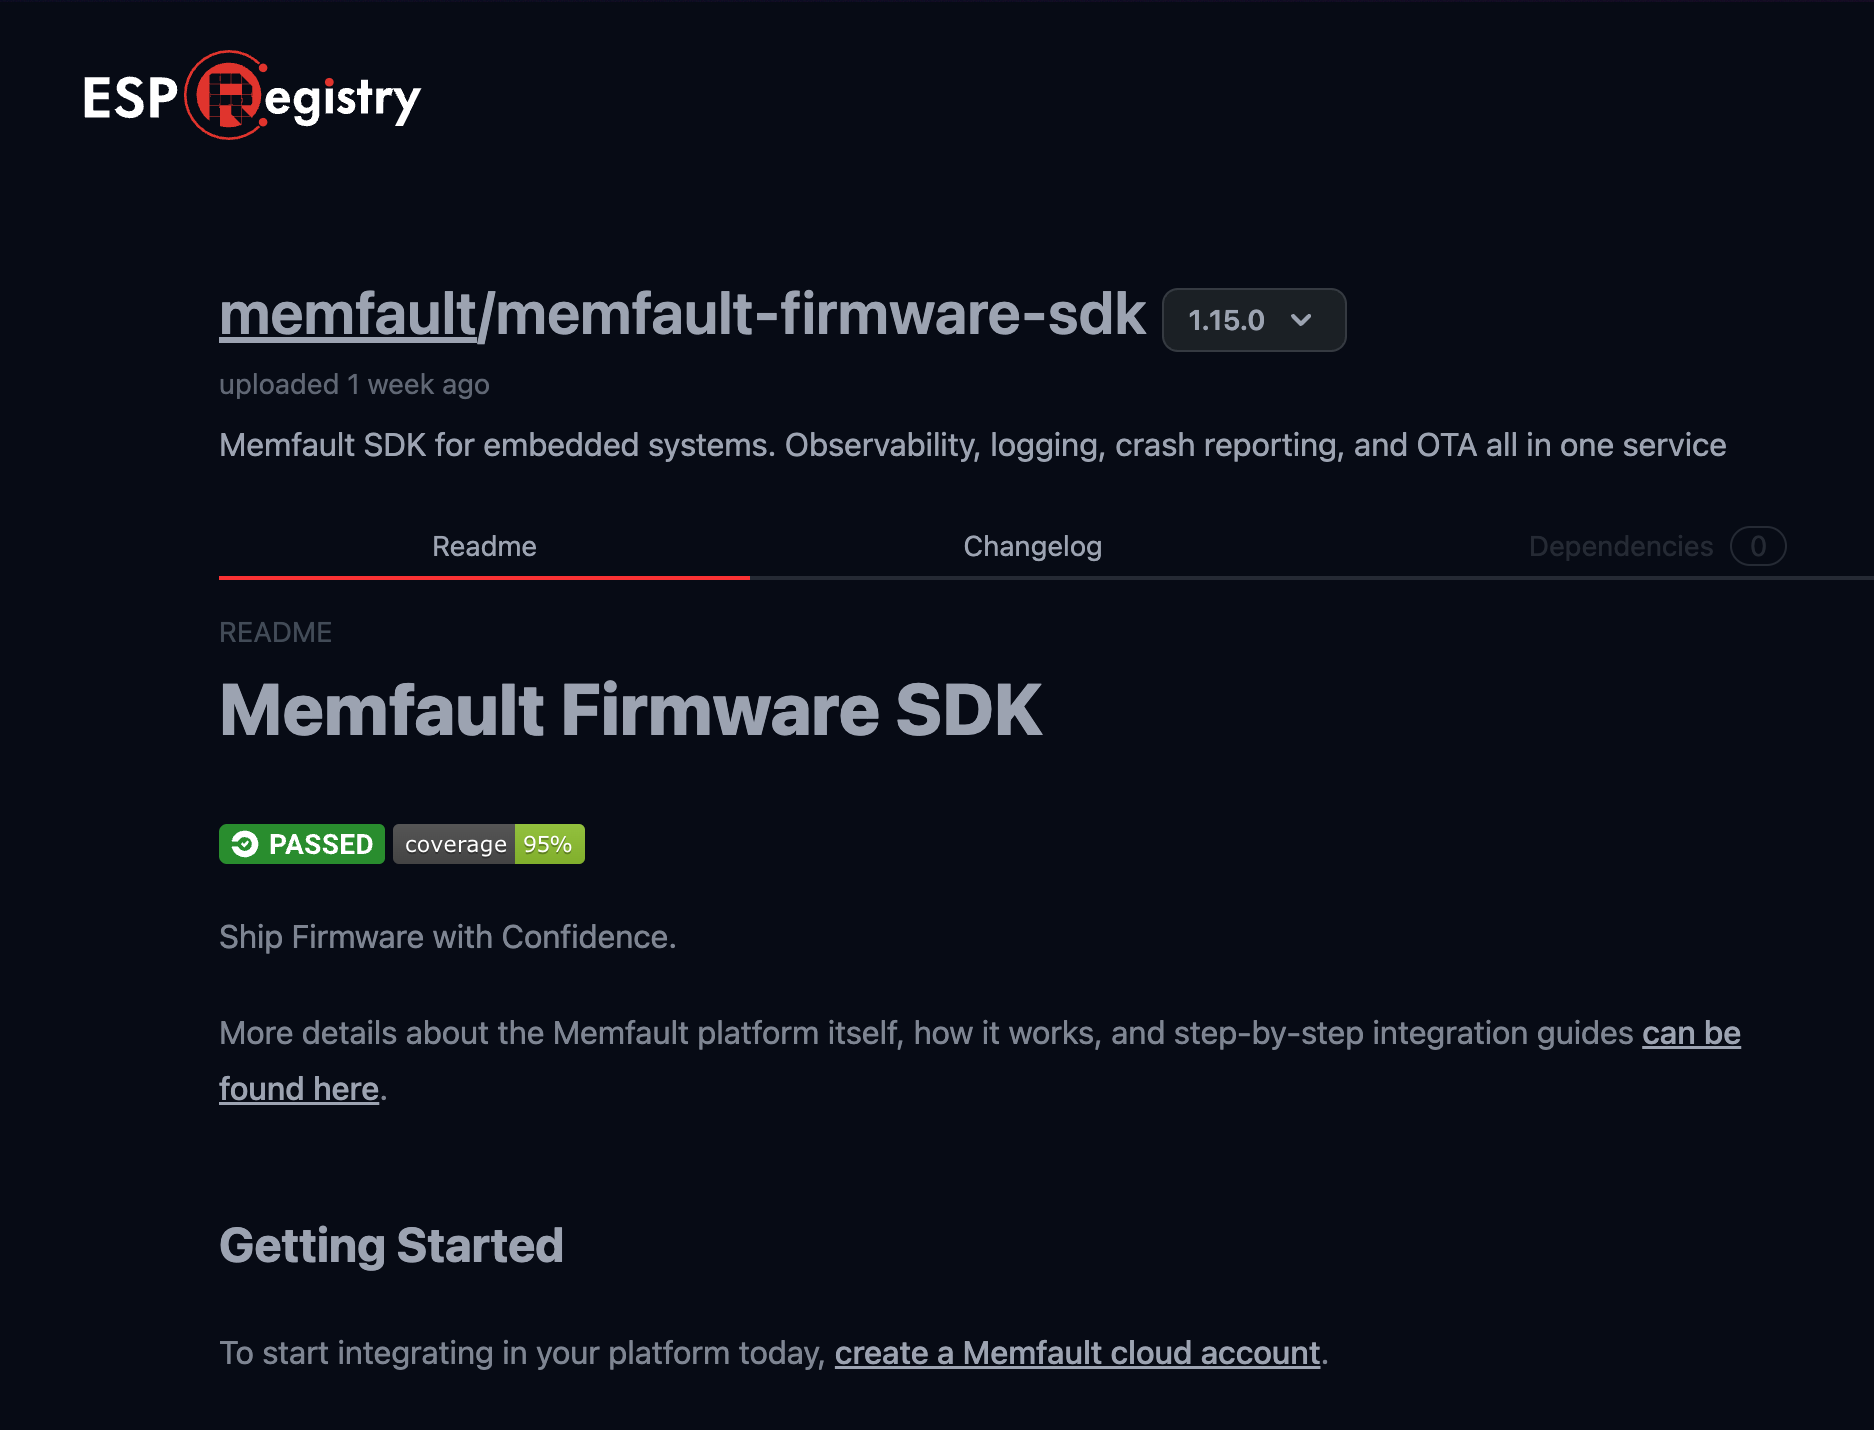 ESP Registry
memfault/memfault-firmware-sdk 1.15.0
uploaded 1 week ago
Memfault SDK for embedded systems. Observability, logging, crash reporting, and OTA all in one service
Readme Changelog Dependencies 0
README
Memfault Firmware SDK
PASSED coverage 95%
Ship Firmware with Confidence.
More details about the Memfault platform itself, how it works, and step-by-step integration guides can be
found here.
Getting Started
To start integrating in your platform today, create a Memfault cloud account.